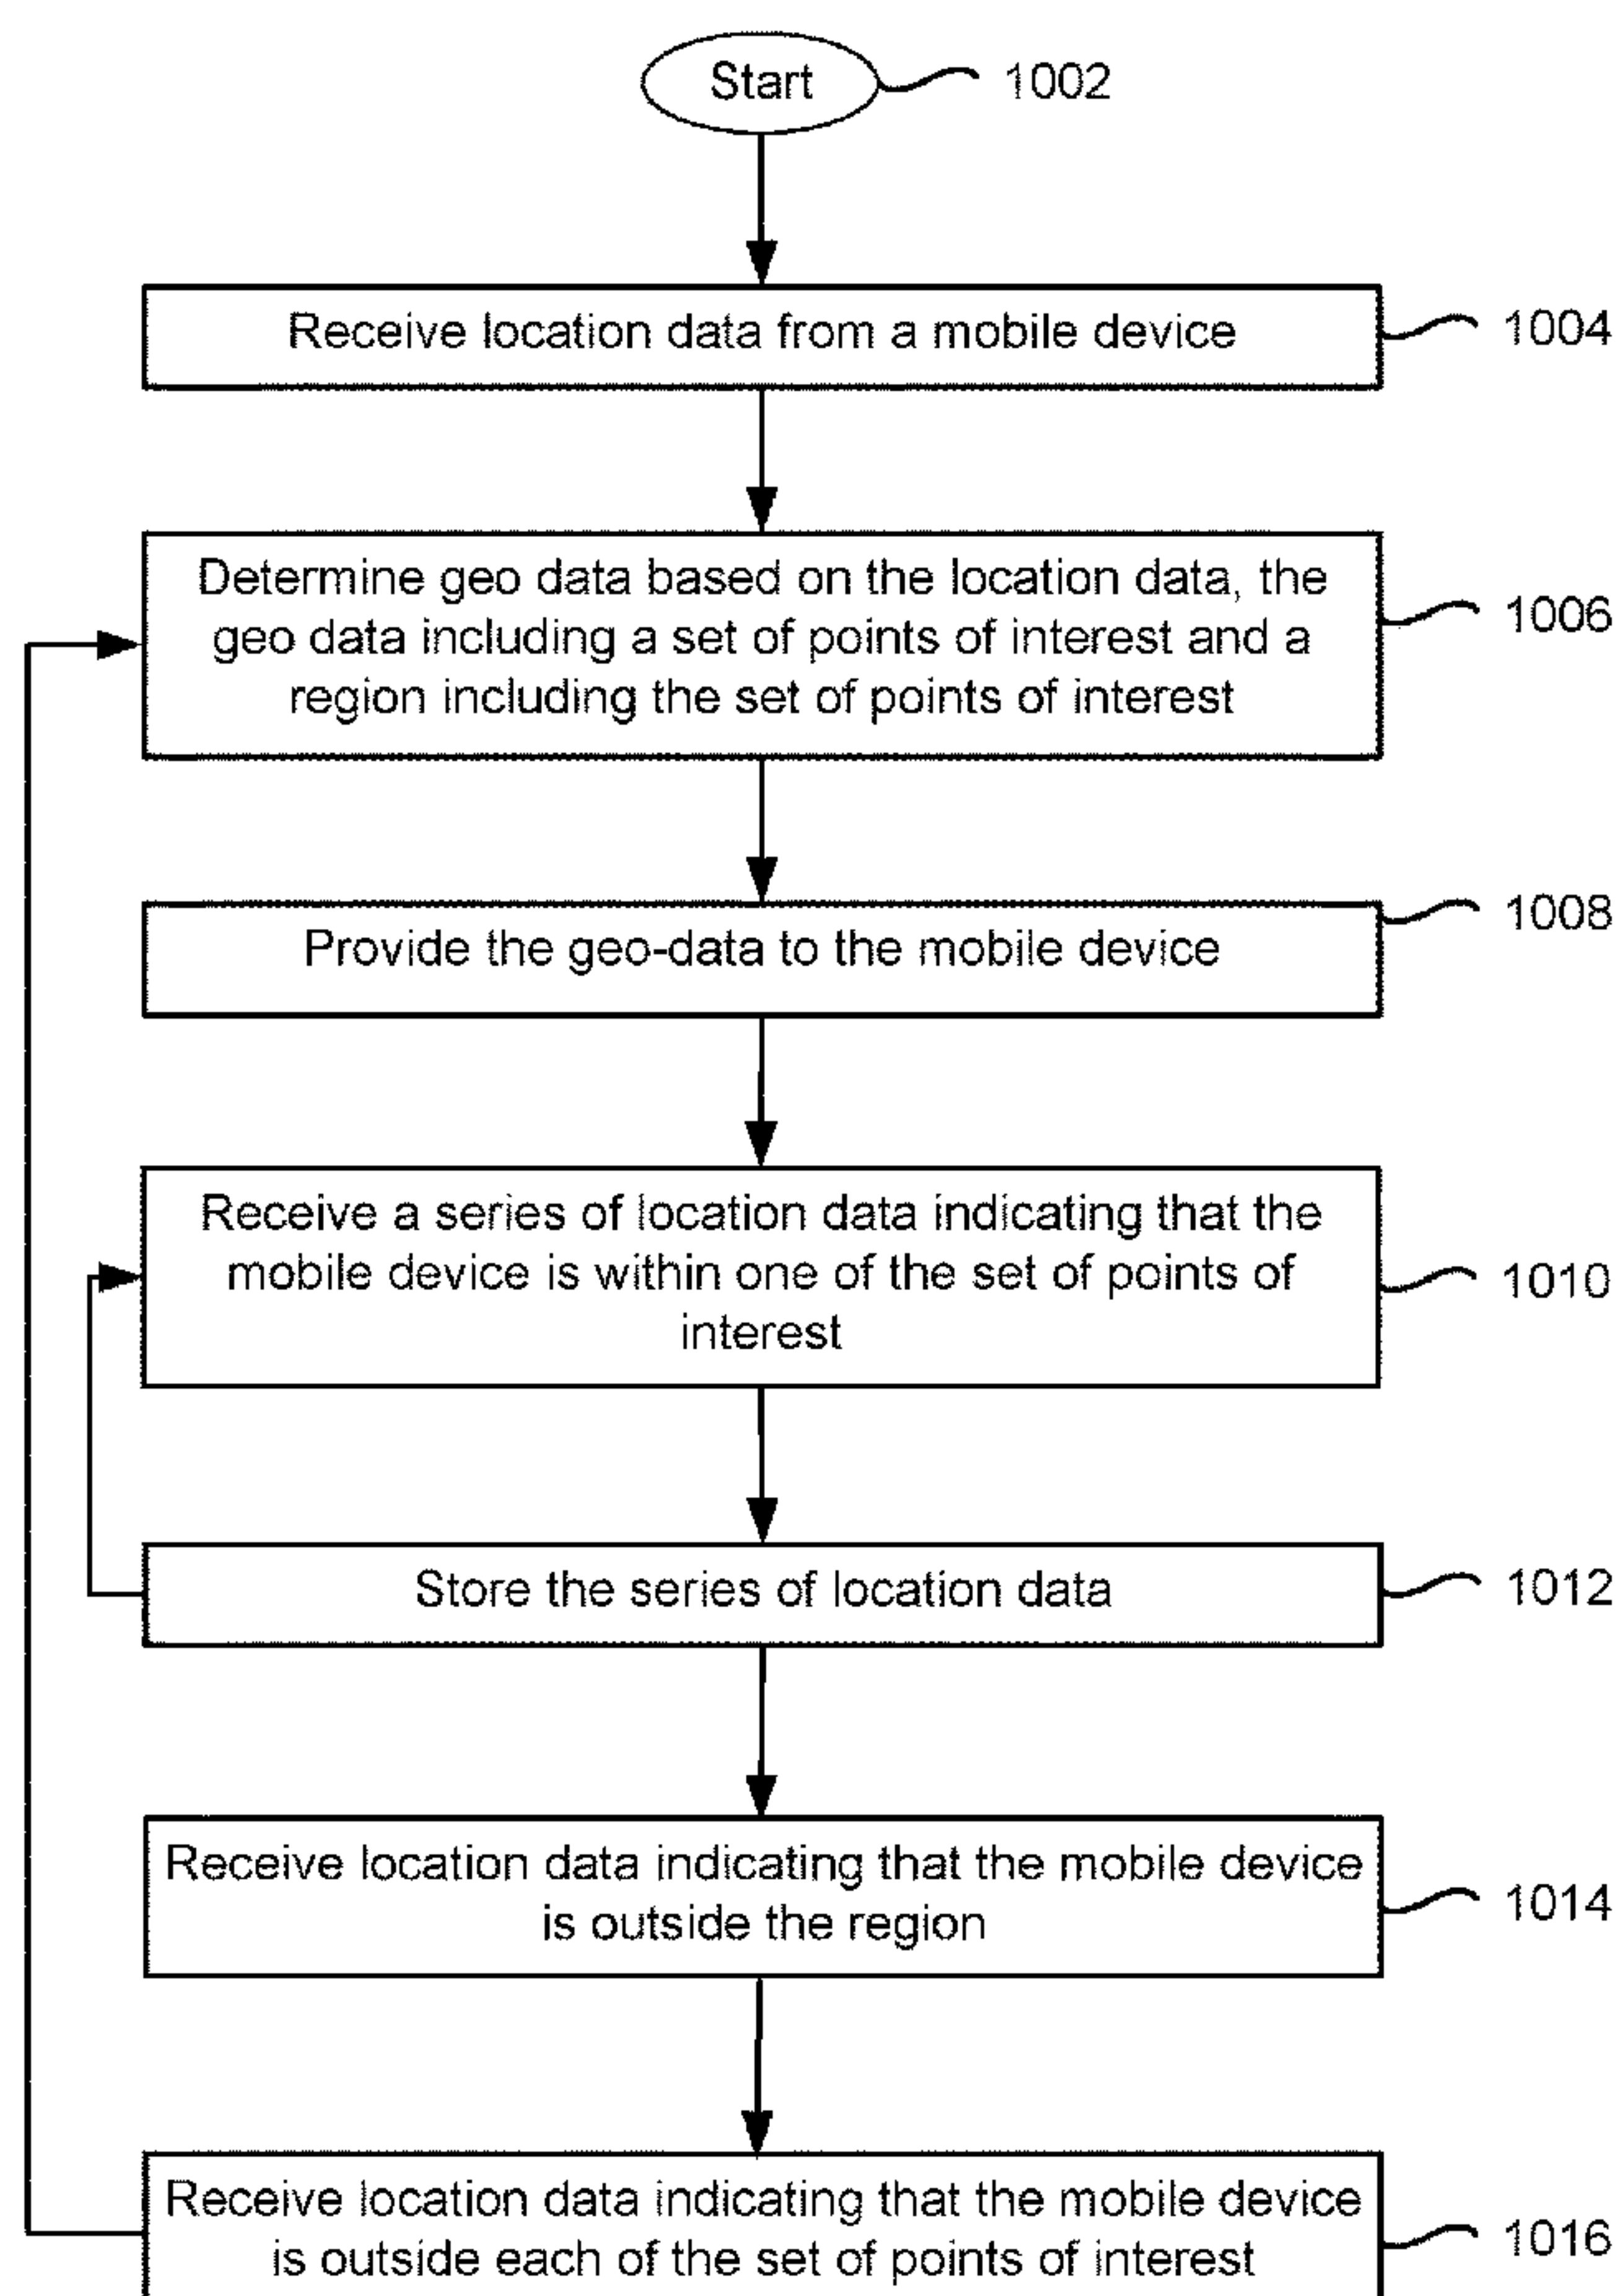 Start
1002
Receive location data from a mobile device
1004
Determine geo data based on the location data, the
geo data including a set of points of interest and a
region including the set of points of interest
1006
Provide the geo-data to the mobile device
1008
Receive a series of location data indicating that the
mobile device is within one of the set of points of
interest
1010
Store the series of location data
1012
Receive location data indicating that the mobile device
is outside the region
1014
Receive location data indicating that the mobile device
is outside each of the set of points of interest
1016